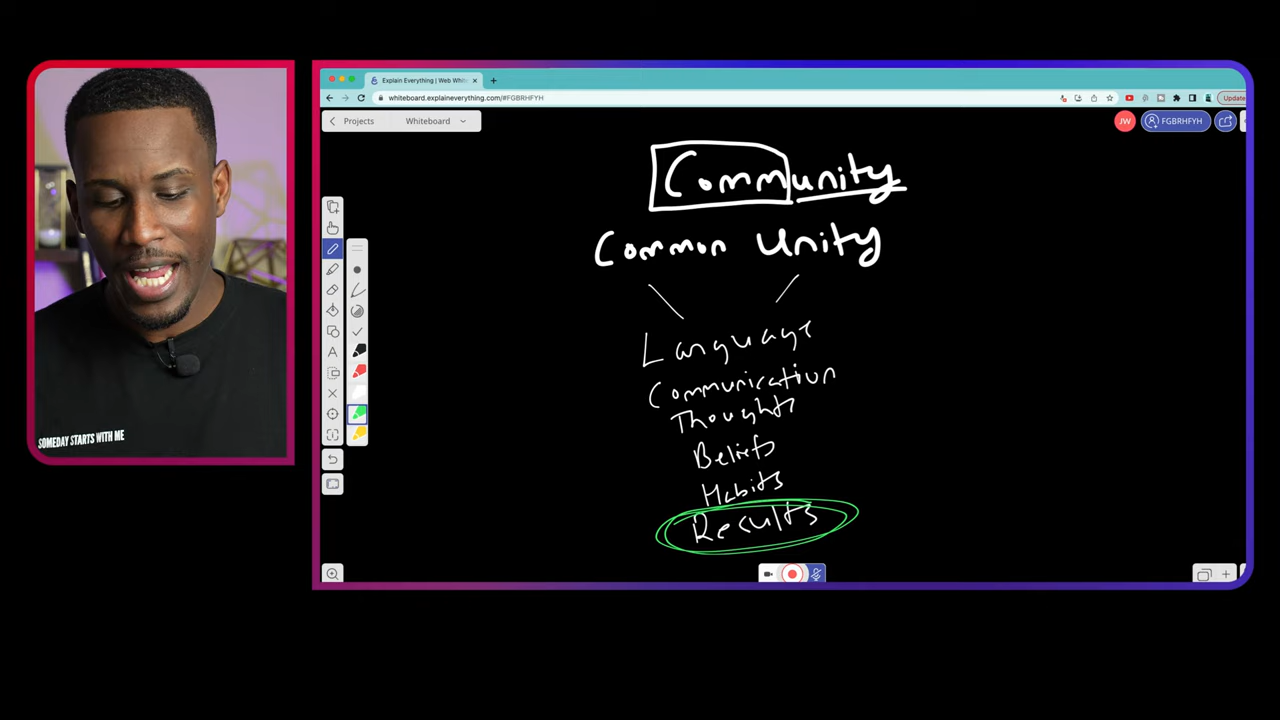 Explain Everything | Web Whit
whiteboard.explaineverything.com/#FGBRHFYH
Update
Projects
Whiteboard
JW
FGBRHFYH
Community
Common Unity
Language
Communication
Thoughts
Beliefs
Habits
Results
SOMEDAY STARTS WITH ME